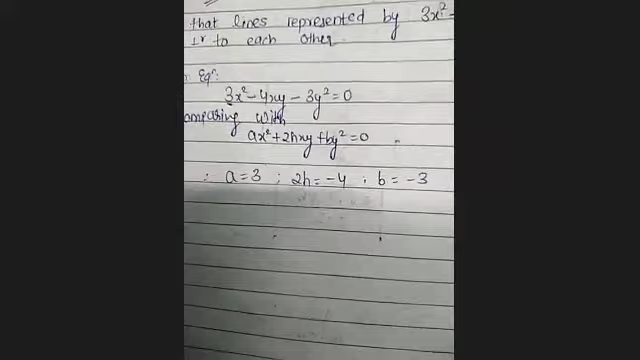 that lines represented by 3x²-
⊥r to each other
Eqⁿ:
3x² - 4xy - 3y² = 0
omparing with
ax² + 2hxy + by² = 0
∴ a = 3 ; 2h = -4 ; b = -3